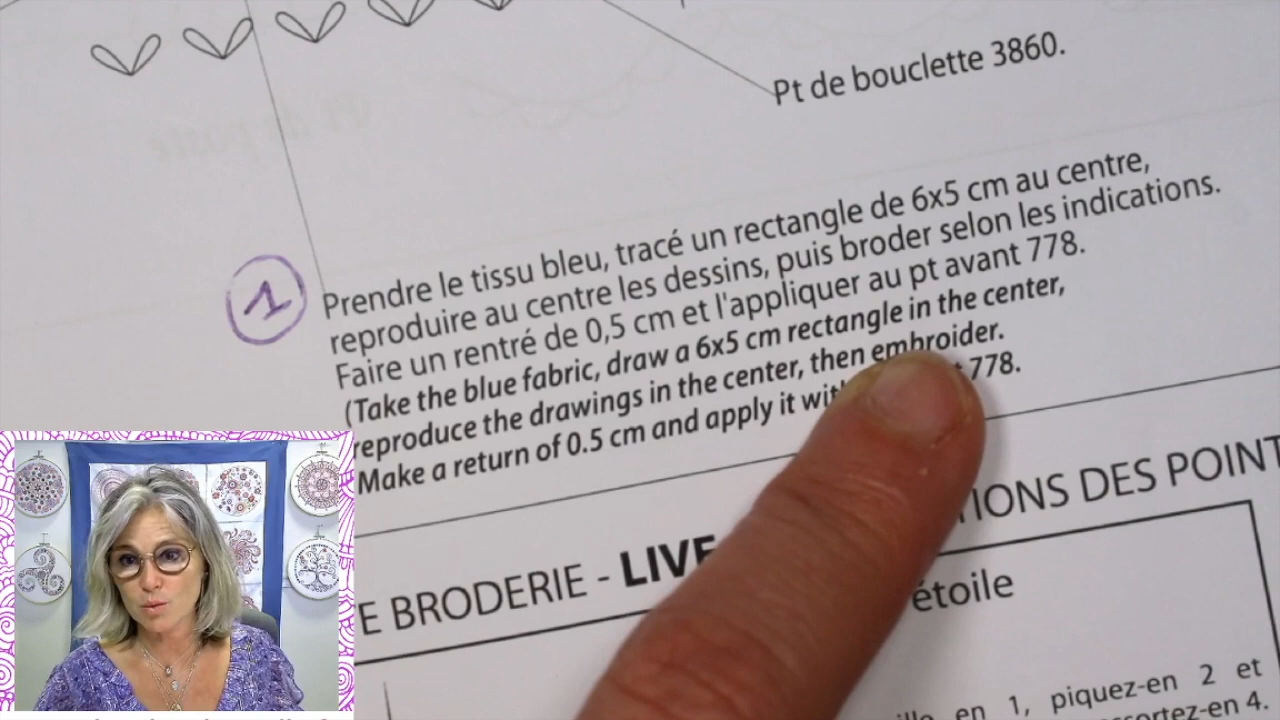 Pt de bouclette 3860.
1
Prendre le tissu bleu, tracé un rectangle de 6x5 cm au centre,
reproduire au centre les dessins, puis broder selon les indications.
Faire un rentré de 0,5 cm et l'appliquer au pt avant 778.
(Take the blue fabric, draw a 6x5 cm rectangle in the center,
reproduce the drawings in the center, then embroider.
Make a return of 0.5 cm and apply it 778.
BRODERIE - LIVE DES
étoile
en 1, piquez-en 2 et
en 4.